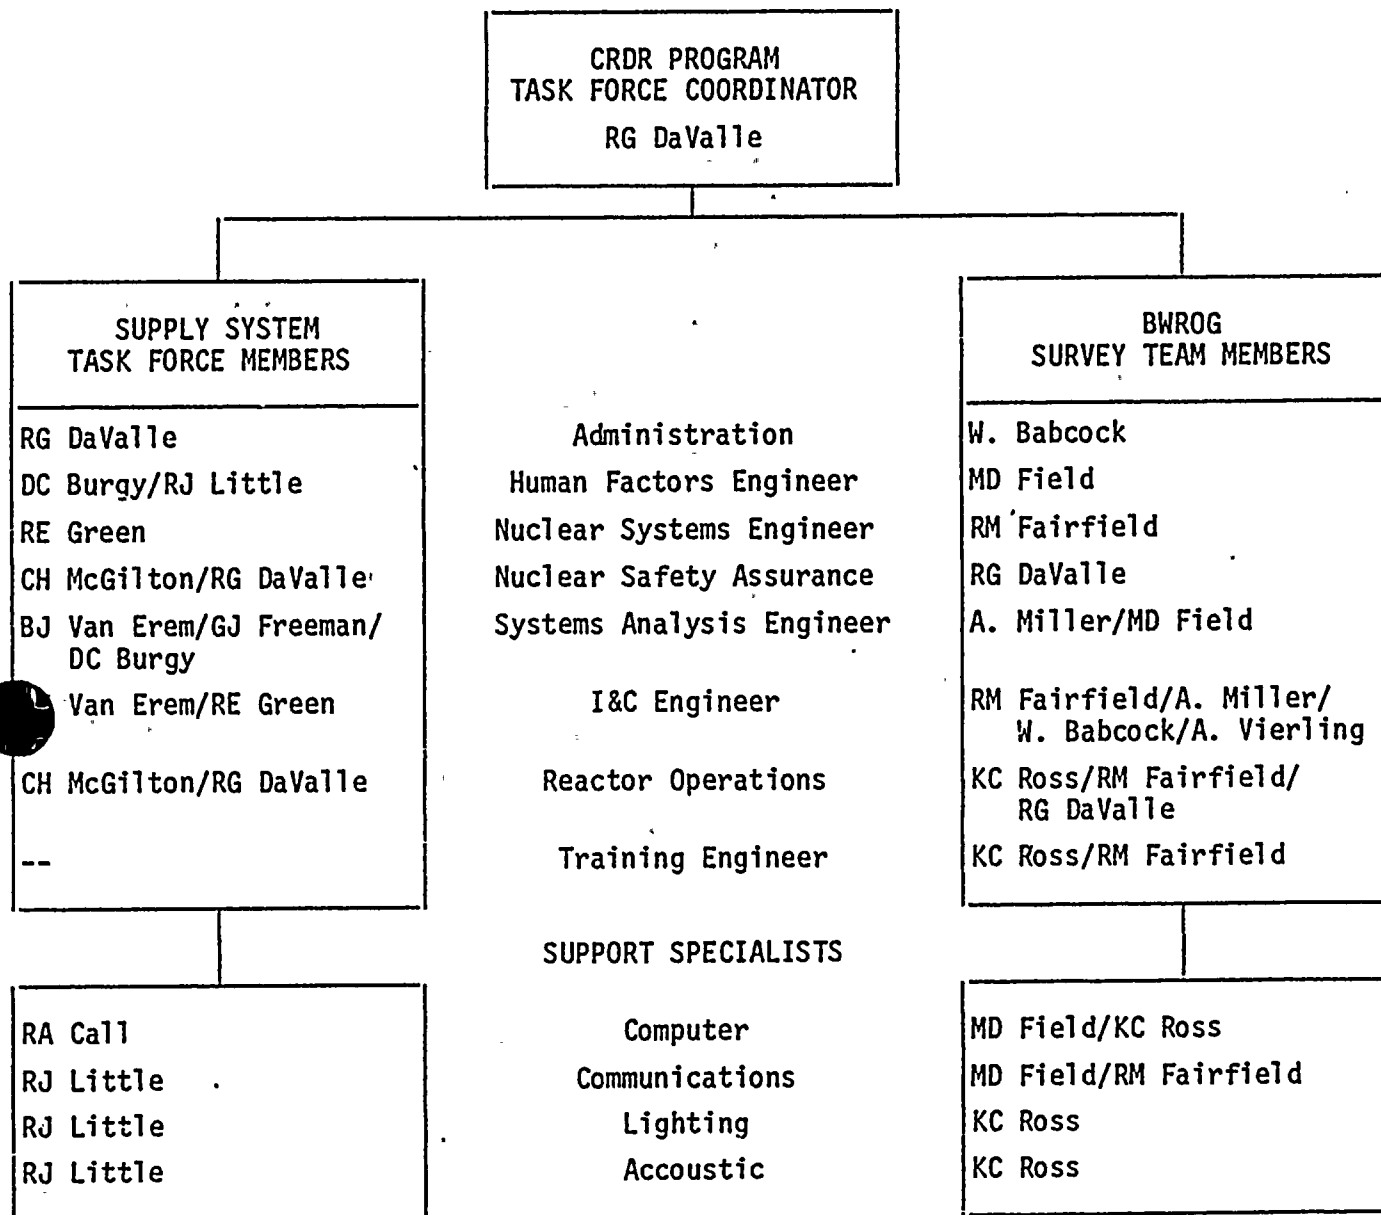 CRDR PROGRAM
TASK FORCE COORDINATOR
RG DaValle
SUPPLY SYSTEM
TASK FORCE MEMBERS
BWROG
SURVEY TEAM MEMBERS
RG DaValle Administration W. Babcock
DC Burgy/RJ Little Human Factors Engineer MD Field
RE Green Nuclear Systems Engineer RM Fairfield
CH McGilton/RG DaValle Nuclear Safety Assurance RG DaValle
BJ Van Erem/GJ Freeman/ Systems Analysis Engineer A. Miller/MD Field
DC Burgy
Van Erem/RE Green I&C Engineer RM Fairfield/A. Miller/
W. Babcock/A. Vierling
CH McGilton/RG DaValle Reactor Operations KC Ross/RM Fairfield/
RG DaValle
-- Training Engineer KC Ross/RM Fairfield
SUPPORT SPECIALISTS
RA Call Computer MD Field/KC Ross
RJ Little Communications MD Field/RM Fairfield
RJ Little Lighting KC Ross
RJ Little Accoustic KC Ross